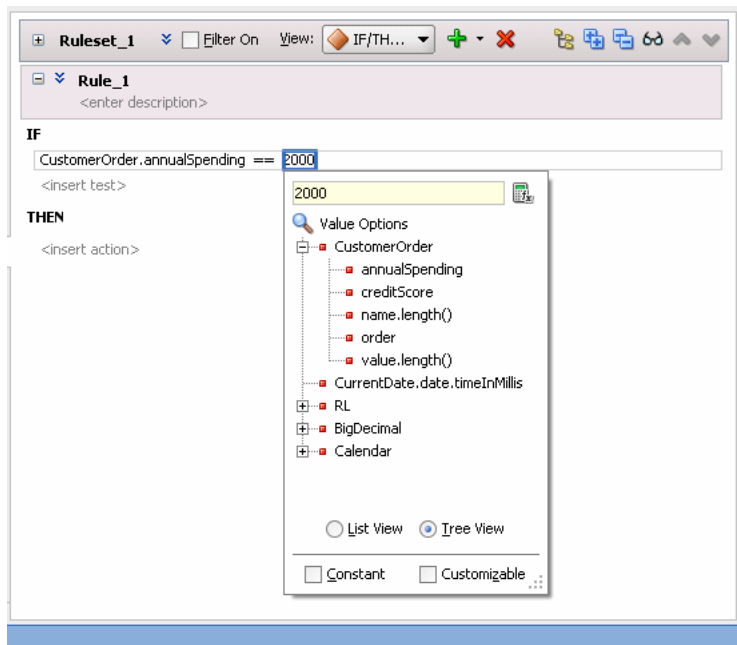 Ruleset_1 Filter On View: IF/TH...
Rule_1
<enter description>
IF
CustomerOrder.annualSpending == 2000
<insert test>
THEN
<insert action>
2000
fx
Value Options
CustomerOrder
annualSpending
creditScore
name.length()
order
value.length()
CurrentDate.date.timeInMillis
RL
BigDecimal
Calendar
List View Tree View
Constant Customizable